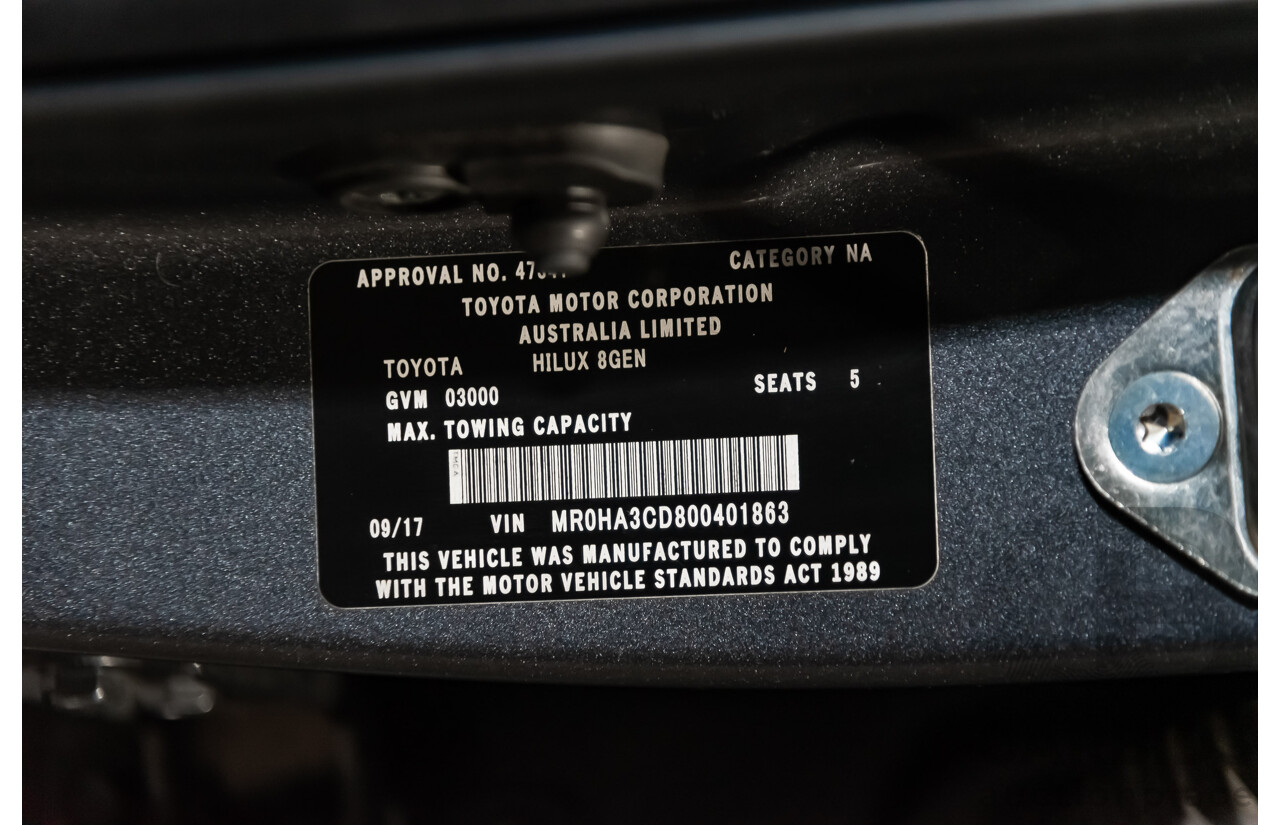 APPROVAL NO. CATEGORY NA
TOYOTA MOTOR CORPORATION
AUSTRALIA LIMITED
TOYOTA HILUX 8GEN
GVM 03000 SEATS 5
MAX. TOWING CAPACITY
09/17 VIN MR0HA3CD800401863
THIS VEHICLE WAS MANUFACTURED TO COMPLY
WITH THE MOTOR VEHICLE STANDARDS ACT 1989